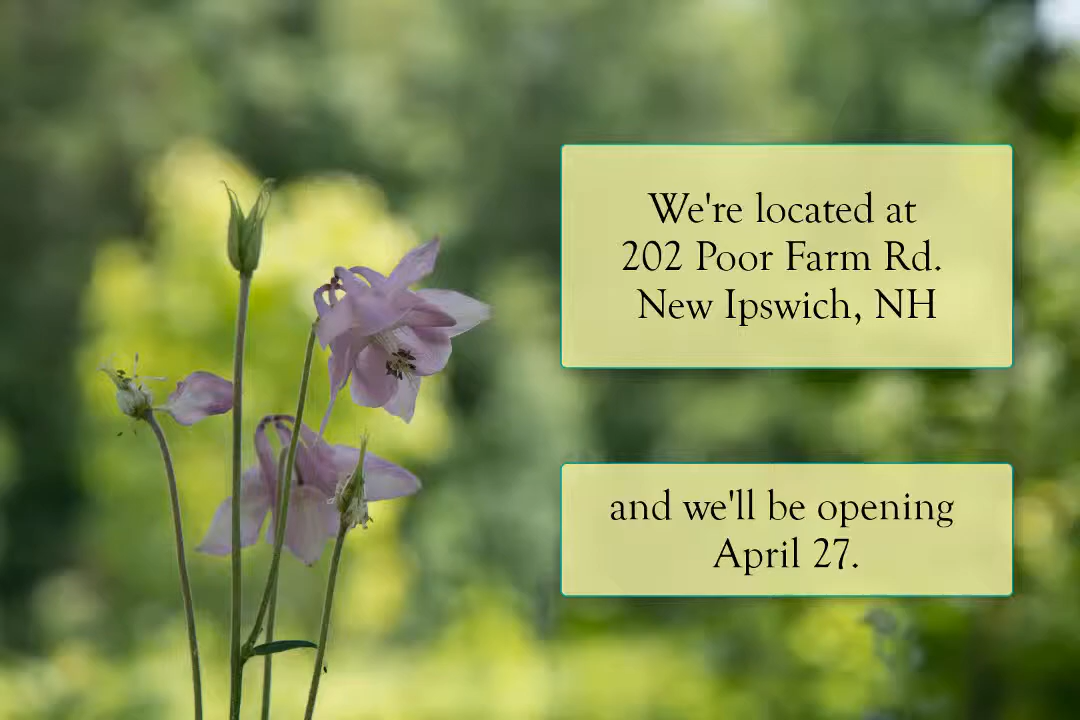 We're located at
202 Poor Farm Rd.
New Ipswich, NH
and we'll be opening
April 27.